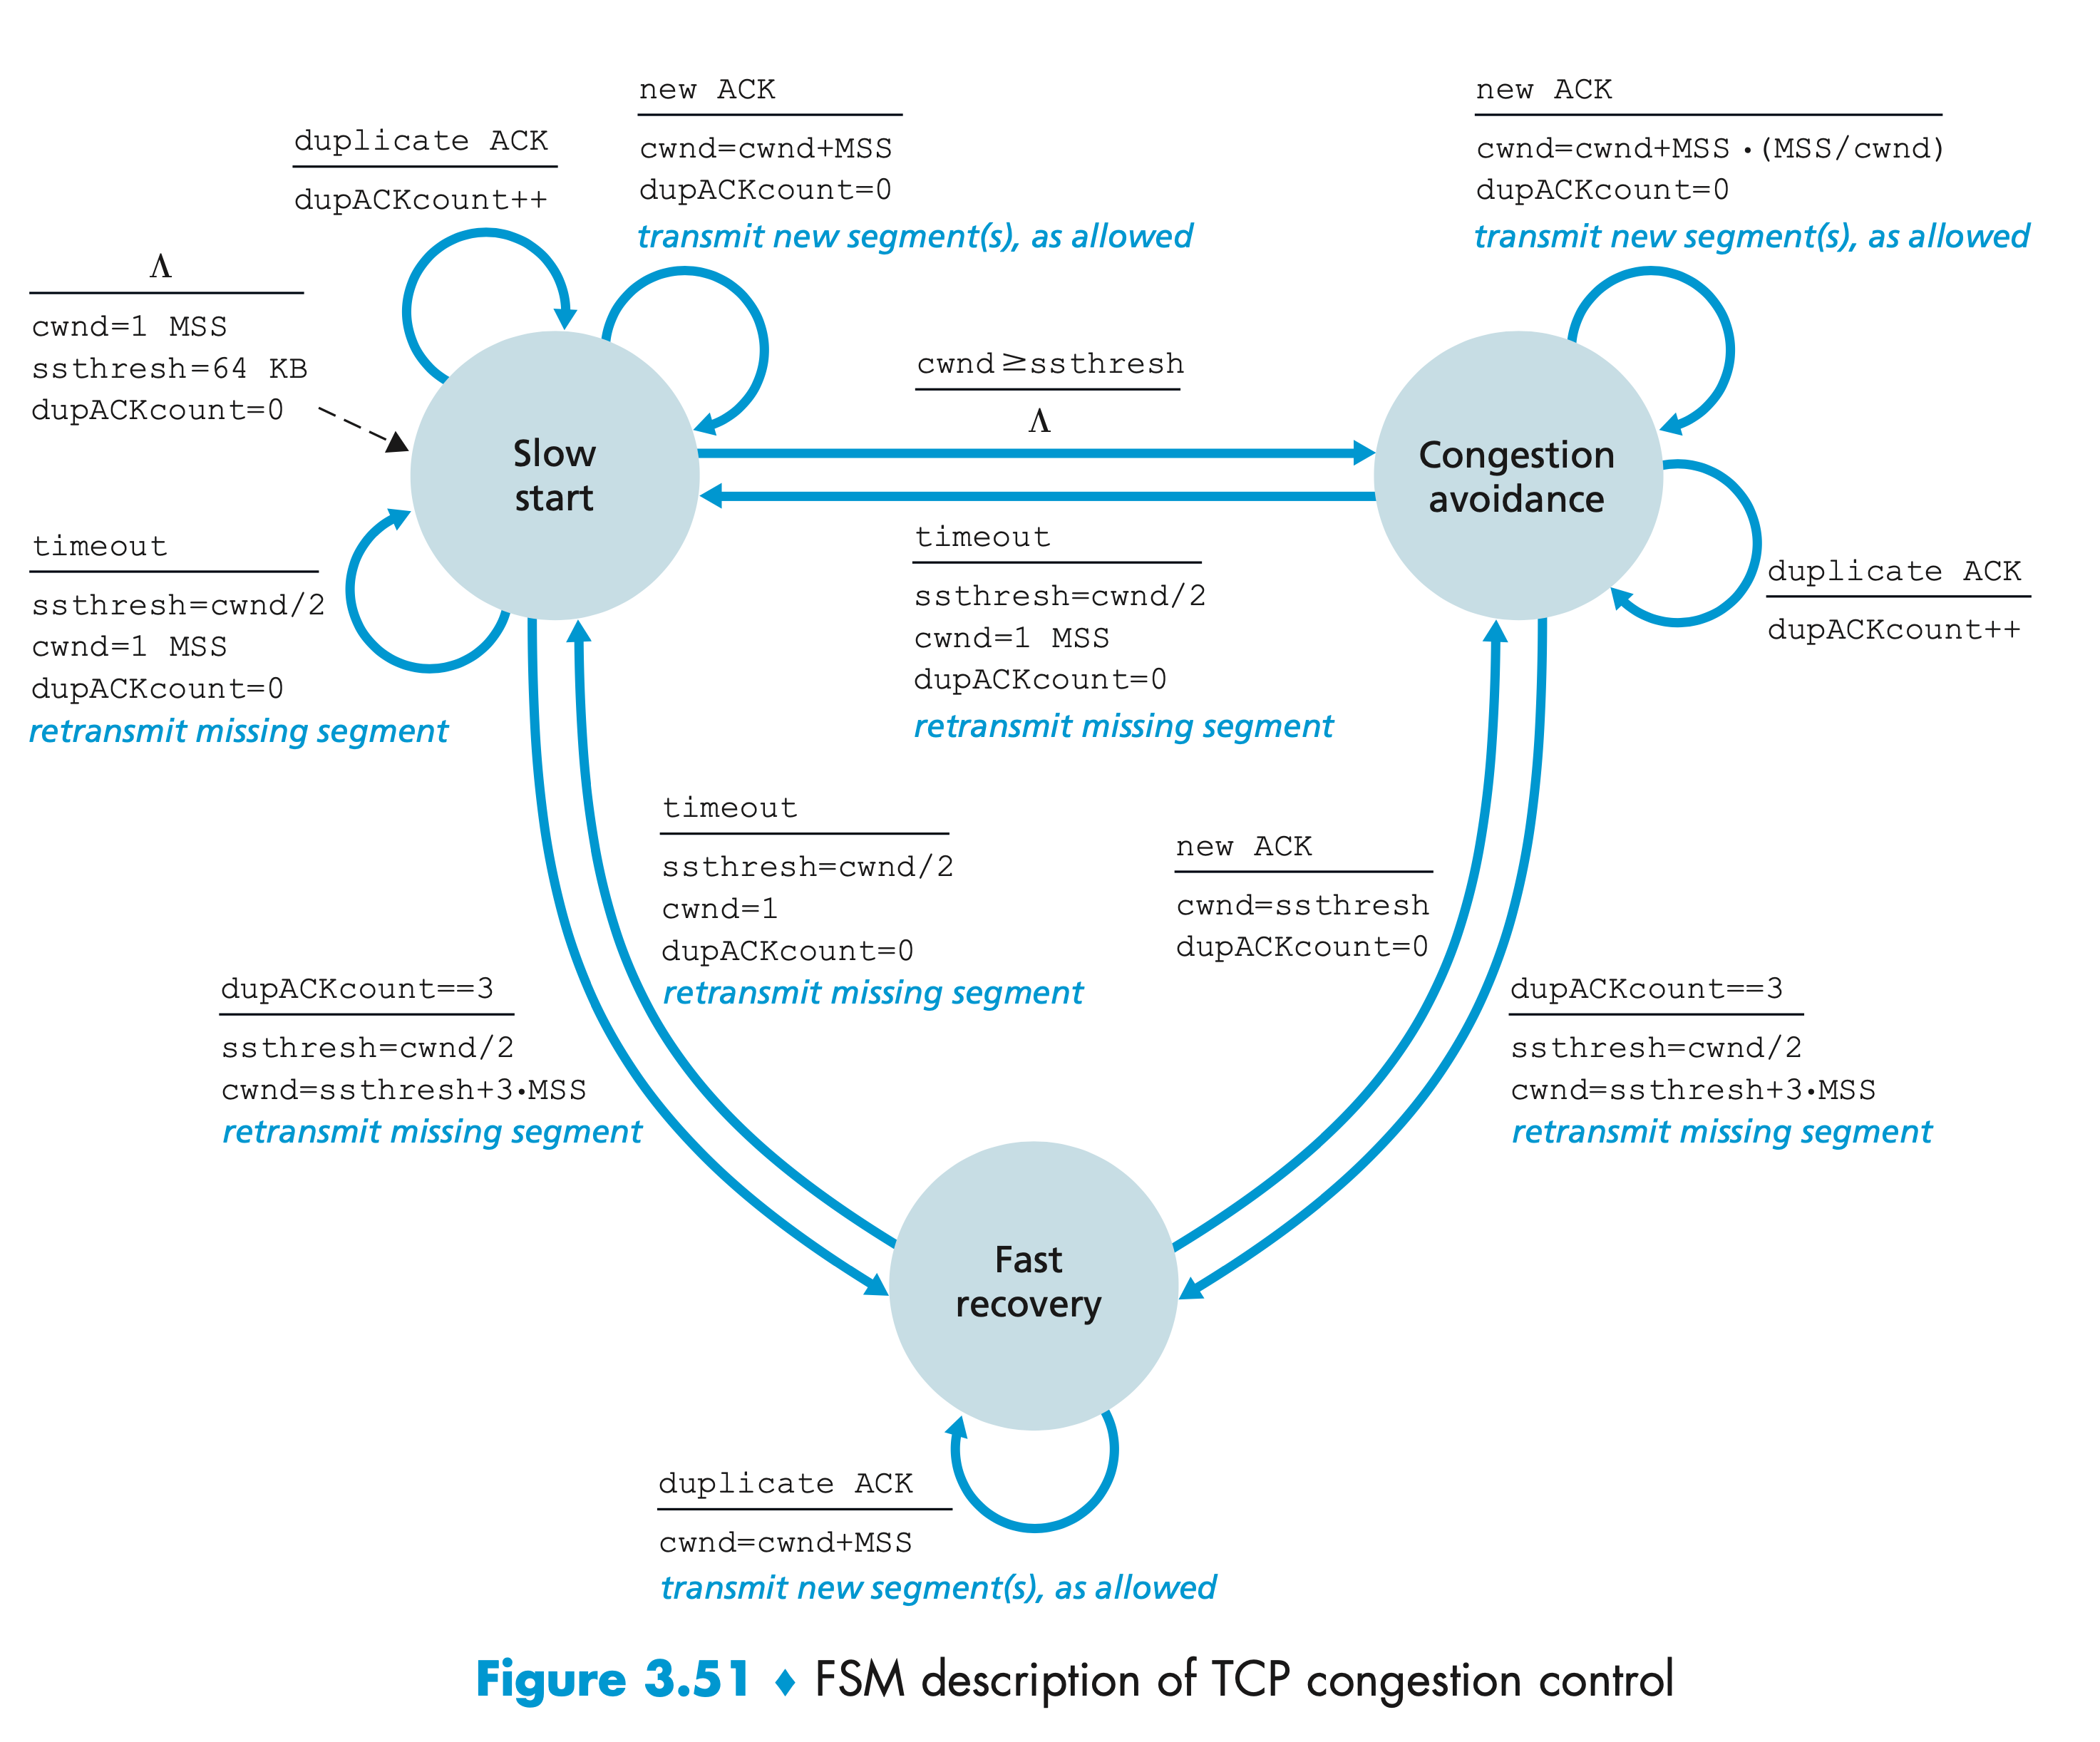 new ACK
cwnd=cwnd+MSS
dupACKcount=0
transmit new segment(s), as allowed
new ACK
cwnd=cwnd+MSS •(MSS/cwnd)
dupACKcount=0
transmit new segment(s), as allowed
duplicate ACK
dupACKcount++
Λ
cwnd=1 MSS
ssthresh=64 KB
dupACKcount=0
cwnd≥ssthresh
Λ
Slow
start
Congestion
avoidance
timeout
ssthresh=cwnd/2
cwnd=1 MSS
dupACKcount=0
retransmit missing segment
timeout
ssthresh=cwnd/2
cwnd=1 MSS
dupACKcount=0
retransmit missing segment
duplicate ACK
dupACKcount++
timeout
ssthresh=cwnd/2
cwnd=1
dupACKcount=0
retransmit missing segment
new ACK
cwnd=ssthresh
dupACKcount=0
dupACKcount==3
ssthresh=cwnd/2
cwnd=ssthresh+3•MSS
retransmit missing segment
dupACKcount==3
ssthresh=cwnd/2
cwnd=ssthresh+3•MSS
retransmit missing segment
Fast
recovery
duplicate ACK
cwnd=cwnd+MSS
transmit new segment(s), as allowed
Figure 3.51 ♦ FSM description of TCP congestion control